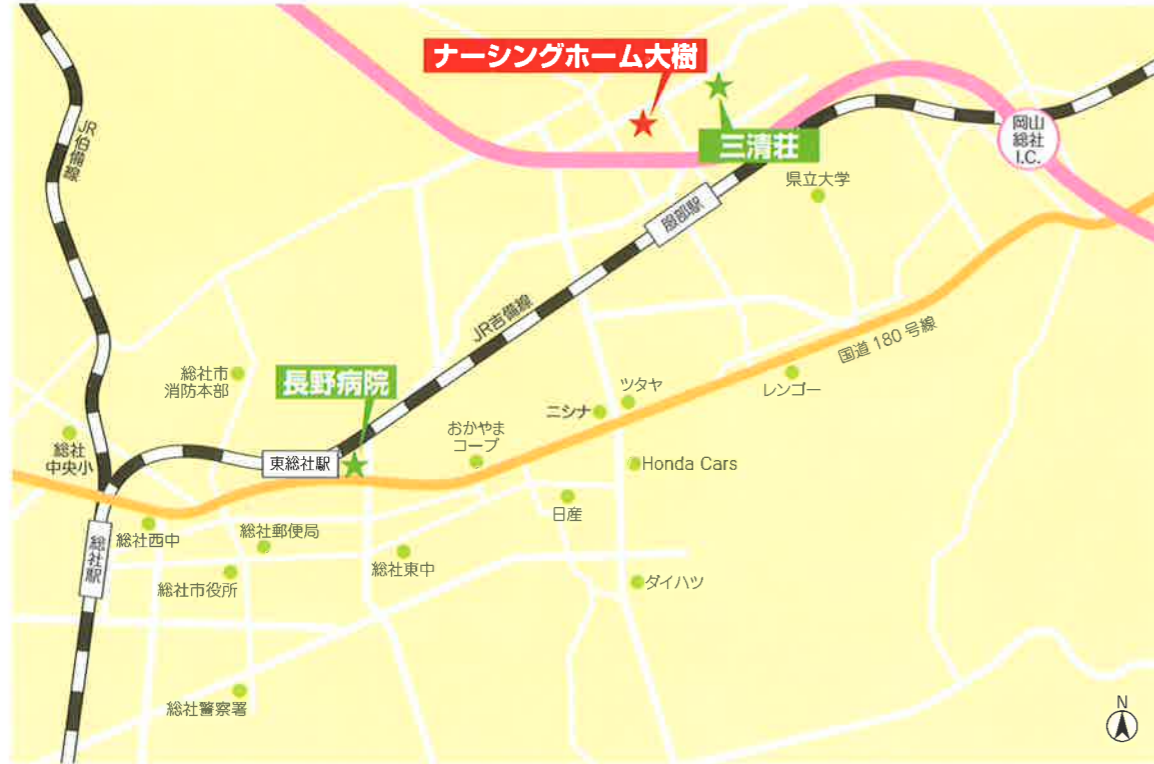 ナーシングホーム大樹
三清荘
岡山
総社
I.C.
県立大学
JR伯備線
服部駅
JR吉備線
国道180号線
総社市
消防本部
長野病院
ツタヤ
ニシナ
レンゴー
おかやま
コープ
総社
中央小
東総社駅
Honda Cars
日産
総社西中
総社郵便局
総社駅
総社東中
総社市役所
ダイハツ
総社警察署
N